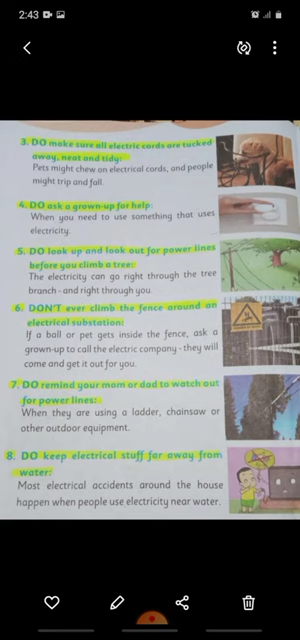 2:43
3. DO make sure all electric cords are tucked
away, neat and tidy:
Pets might chew on electrical cords, and people
might trip and fall.
4. DO ask a grown-up for help:
When you need to use something that uses
electricity.
5. DO look up and look out for power lines
before you climb a tree:
The electricity can go right through the tree
branch - and right through you.
6. DON'T ever climb the fence around an
electrical substation:
If a ball or pet gets inside the fence, ask a
grown-up to call the electric company - they will
come and get it out for you.
7. DO remind your mom or dad to watch out
for power lines:
When they are using a ladder, chainsaw or
other outdoor equipment.
8. DO keep electrical stuff far away from
water:
Most electrical accidents around the house
happen when people use electricity near water.